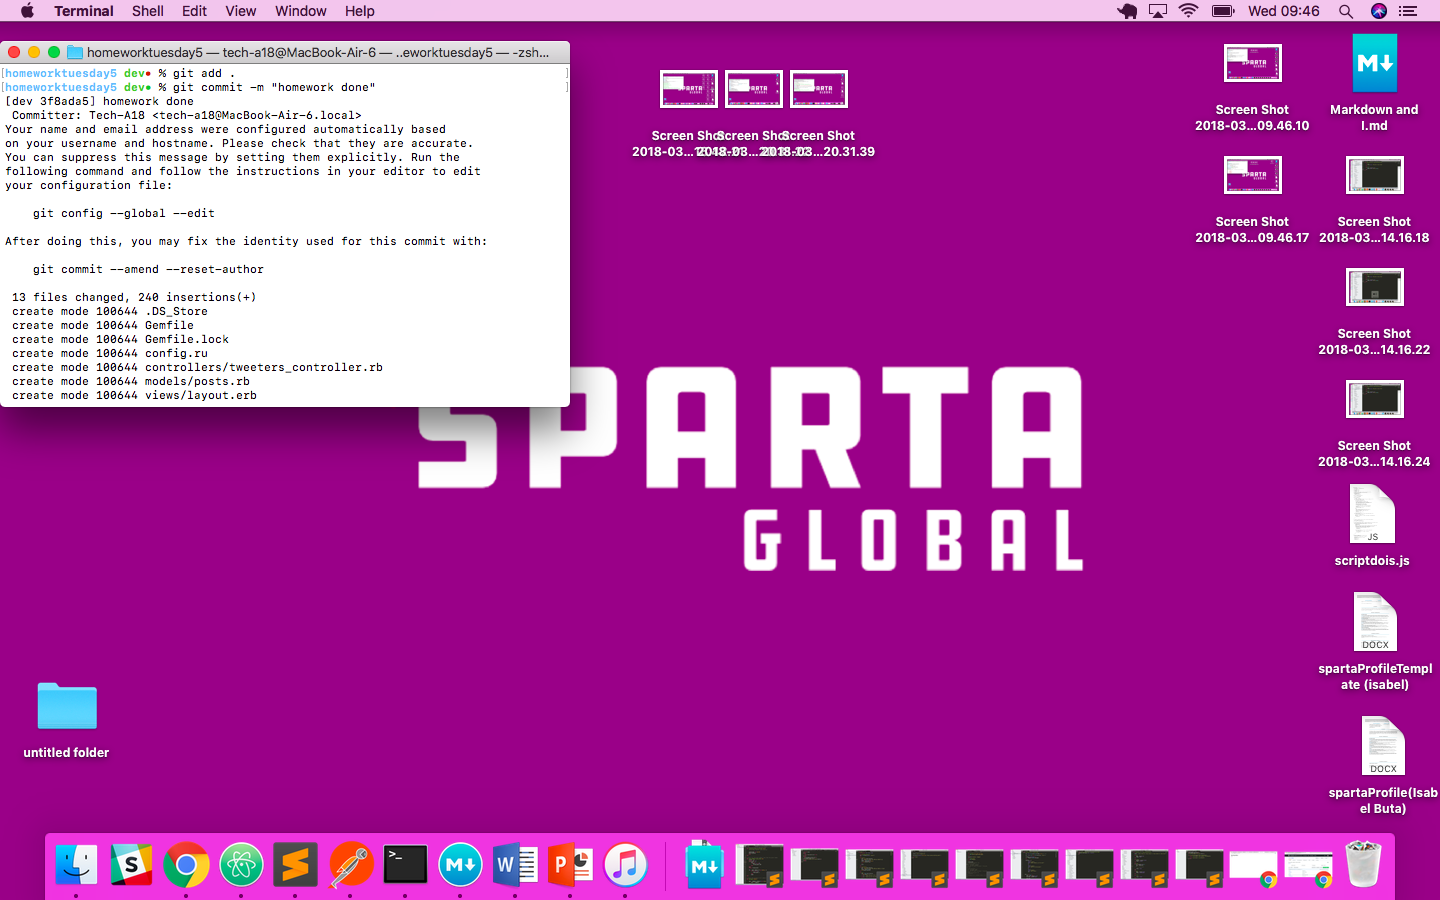 Terminal Shell Edit View Window Help Wed 09:46
homeworktuesday5 — tech-a18@MacBook-Air-6 — ..eworktuesday5 — -zsh...
[homeworktuesday5 dev● % git add . ]
[homeworktuesday5 dev● % git commit -m "homework done" ]
[dev 3f8ada5] homework done
Committer: Tech-A18 <tech-a18@MacBook-Air-6.local>
Your name and email address were configured automatically based
on your username and hostname. Please check that they are accurate.
You can suppress this message by setting them explicitly. Run the
following command and follow the instructions in your editor to edit
your configuration file:
git config --global --edit
After doing this, you may fix the identity used for this commit with:
git commit --amend --reset-author
13 files changed, 240 insertions(+)
create mode 100644 .DS_Store
create mode 100644 Gemfile
create mode 100644 Gemfile.lock
create mode 100644 config.ru
create mode 100644 controllers/tweeters_controller.rb
create mode 100644 models/posts.rb
create mode 100644 views/layout.erb
Screen Shot
2018-03...20.31.39
Screen Shot
2018-03...09.46.10
Markdown and
I.md
Screen Shot
2018-03...09.46.17
Screen Shot
2018-03...14.16.18
Screen Shot
2018-03...14.16.22
Screen Shot
2018-03...14.16.24
SPARTA
GLOBAL
JS
scriptdois.js
DOCX
spartaProfileTempl
ate (isabel)
DOCX
spartaProfile(Isab
el Buta)
untitled folder